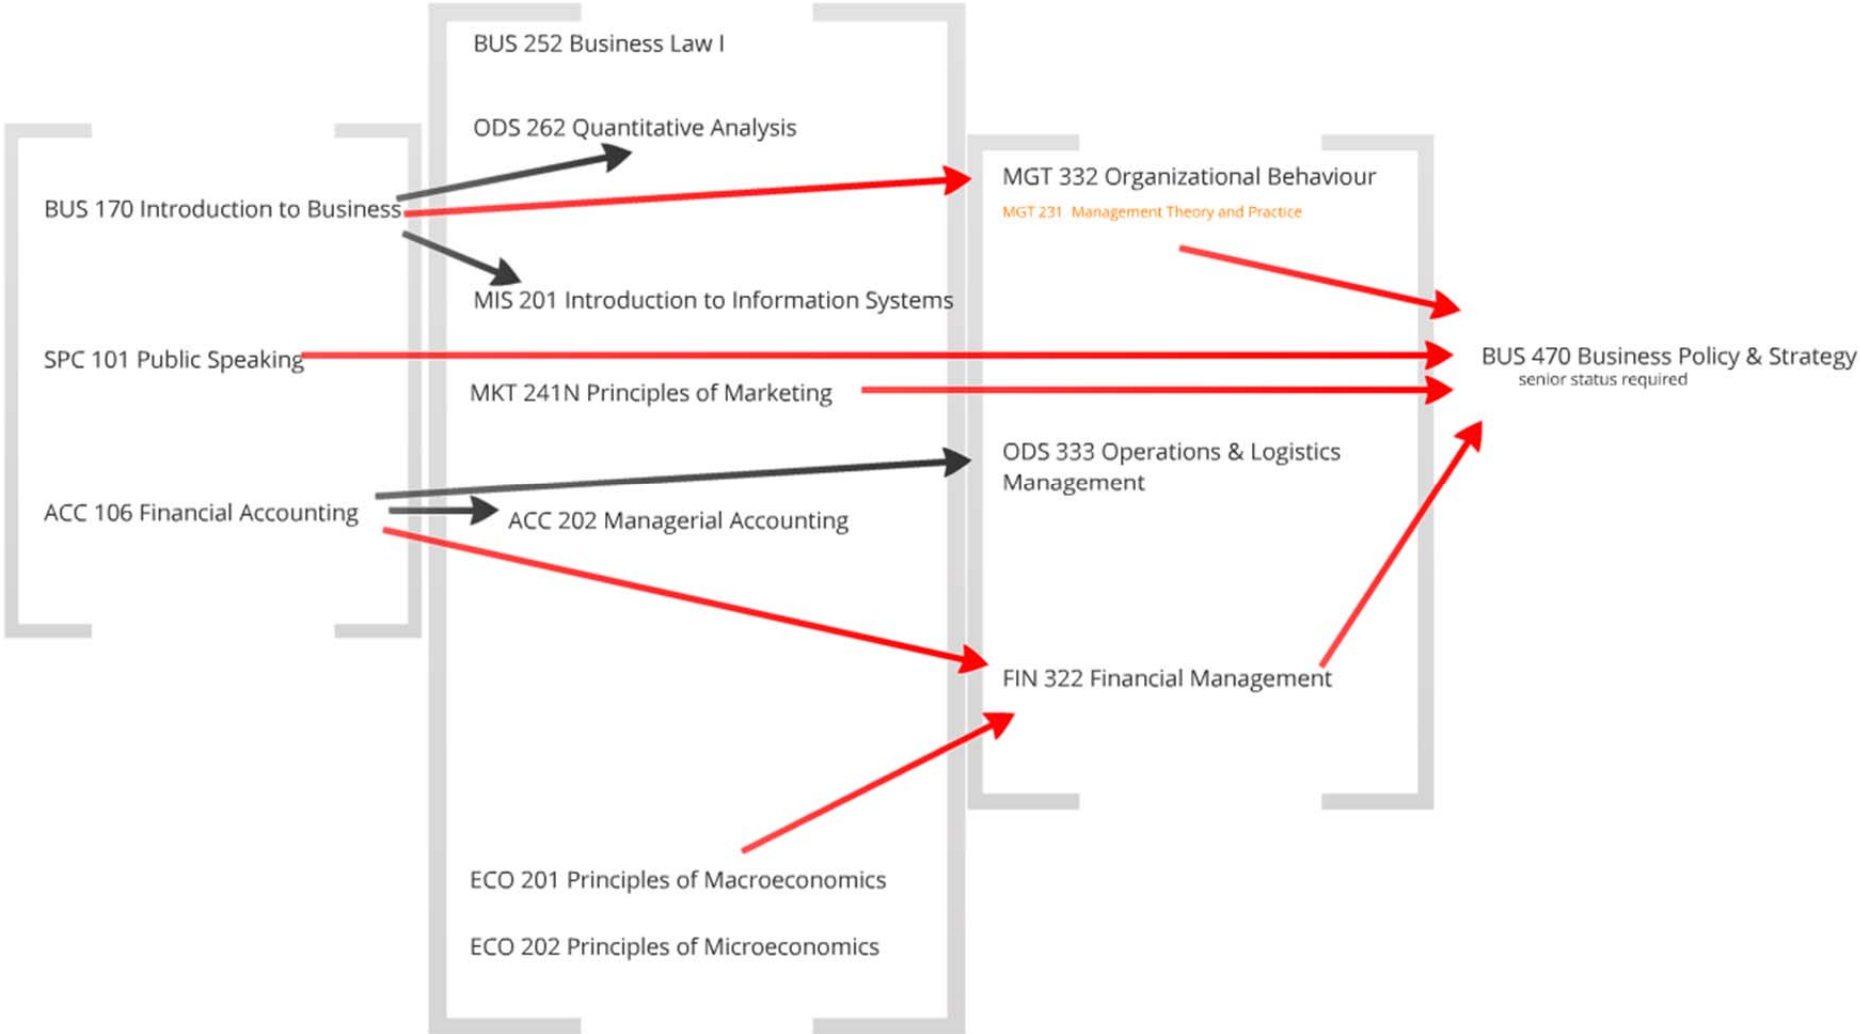 BUS 170 Introduction to Business
SPC 101 Public Speaking
ACC 106 Financial Accounting
BUS 252 Business Law I
ODS 262 Quantitative Analysis
MIS 201 Introduction to Information Systems
MKT 241N Principles of Marketing
ACC 202 Managerial Accounting
ECO 201 Principles of Macroeconomics
ECO 202 Principles of Microeconomics
MGT 332 Organizational Behaviour
MGT 231 Management Theory and Practice
ODS 333 Operations & Logistics
Management
FIN 322 Financial Management
BUS 470 Business Policy & Strategy
senior status required